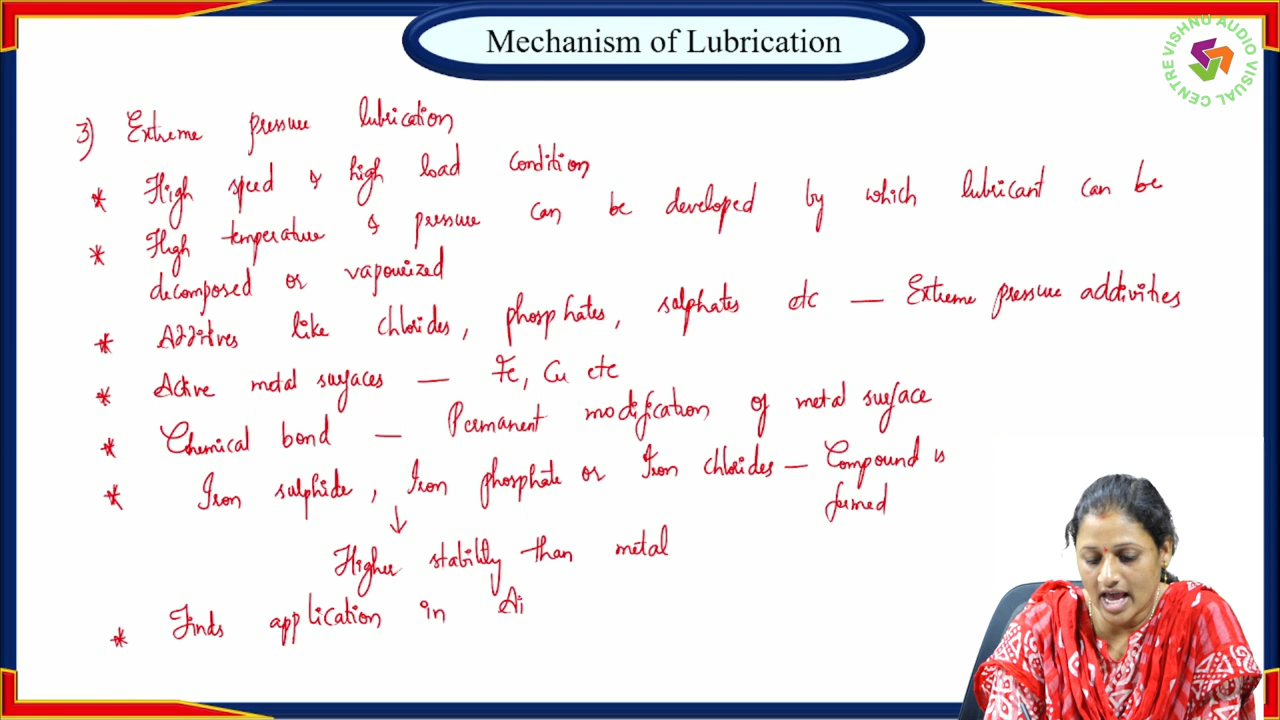 Mechanism of Lubrication
VISHNU AUDIO VISUAL CENTRE
3) Extreme pressure lubrication
* High speed & high load condition
* High temperature & pressure can be developed by which lubricant can be
decomposed or vapourized
* Additives like chlorides, phosphates, sulphates etc — Extreme pressure addivities
* Active metal surfaces — Fe, Cu etc
* Chemical bond — Permanent modification of metal surface
* Iron sulphide, Iron phosphate or Iron chlorides — Compound is
formed
↓
Higher stability than metal
* Finds application in Ai